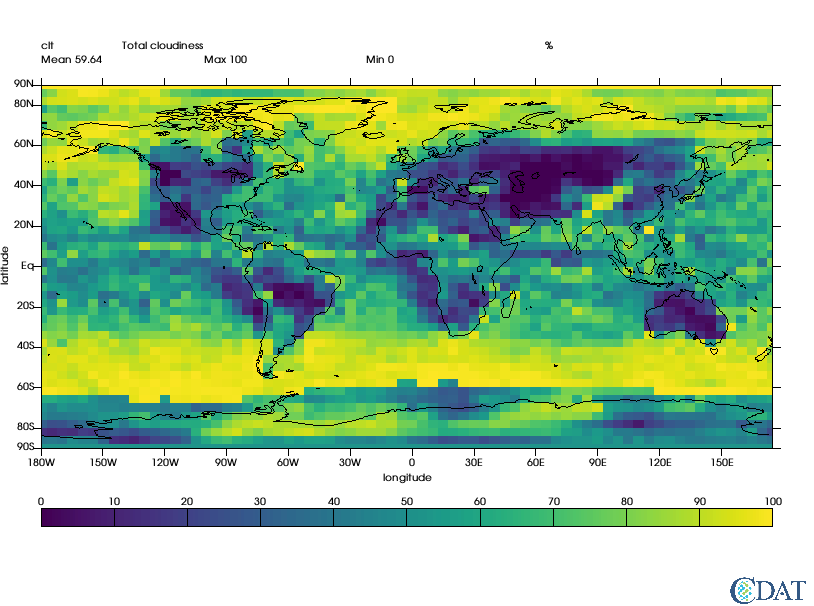 clt Total cloudiness %
Mean 59.64 Max 100 Min 0
90N
80N
60N
40N
20N
Eq
20S
40S
60S
80S
90S
latitude
180W 150W 120W 90W 60W 30W 0 30E 60E 90E 120E 150E
longitude
0 10 20 30 40 50 60 70 80 90 100
CDAT